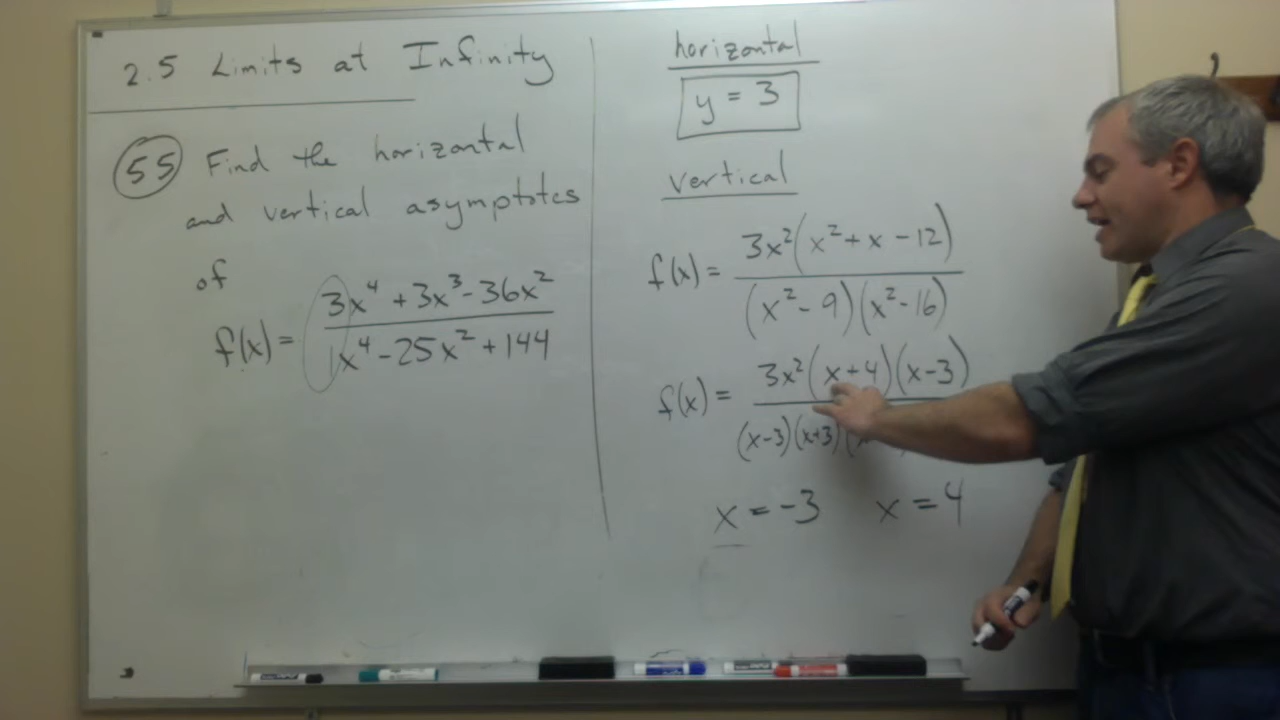 2.5 Limits at Infinity
55 Find the horizontal
and vertical asymptotes
of
f(x) = (3x⁴ + 3x³ - 36x²) / (1x⁴ - 25x² + 144)
horizontal
y = 3
vertical
f(x) = 3x²(x² + x - 12) / (x² - 9)(x² - 16)
f(x) = 3x²(x+4)(x-3) / (x-3)(x+3)(
x = -3 x = 4